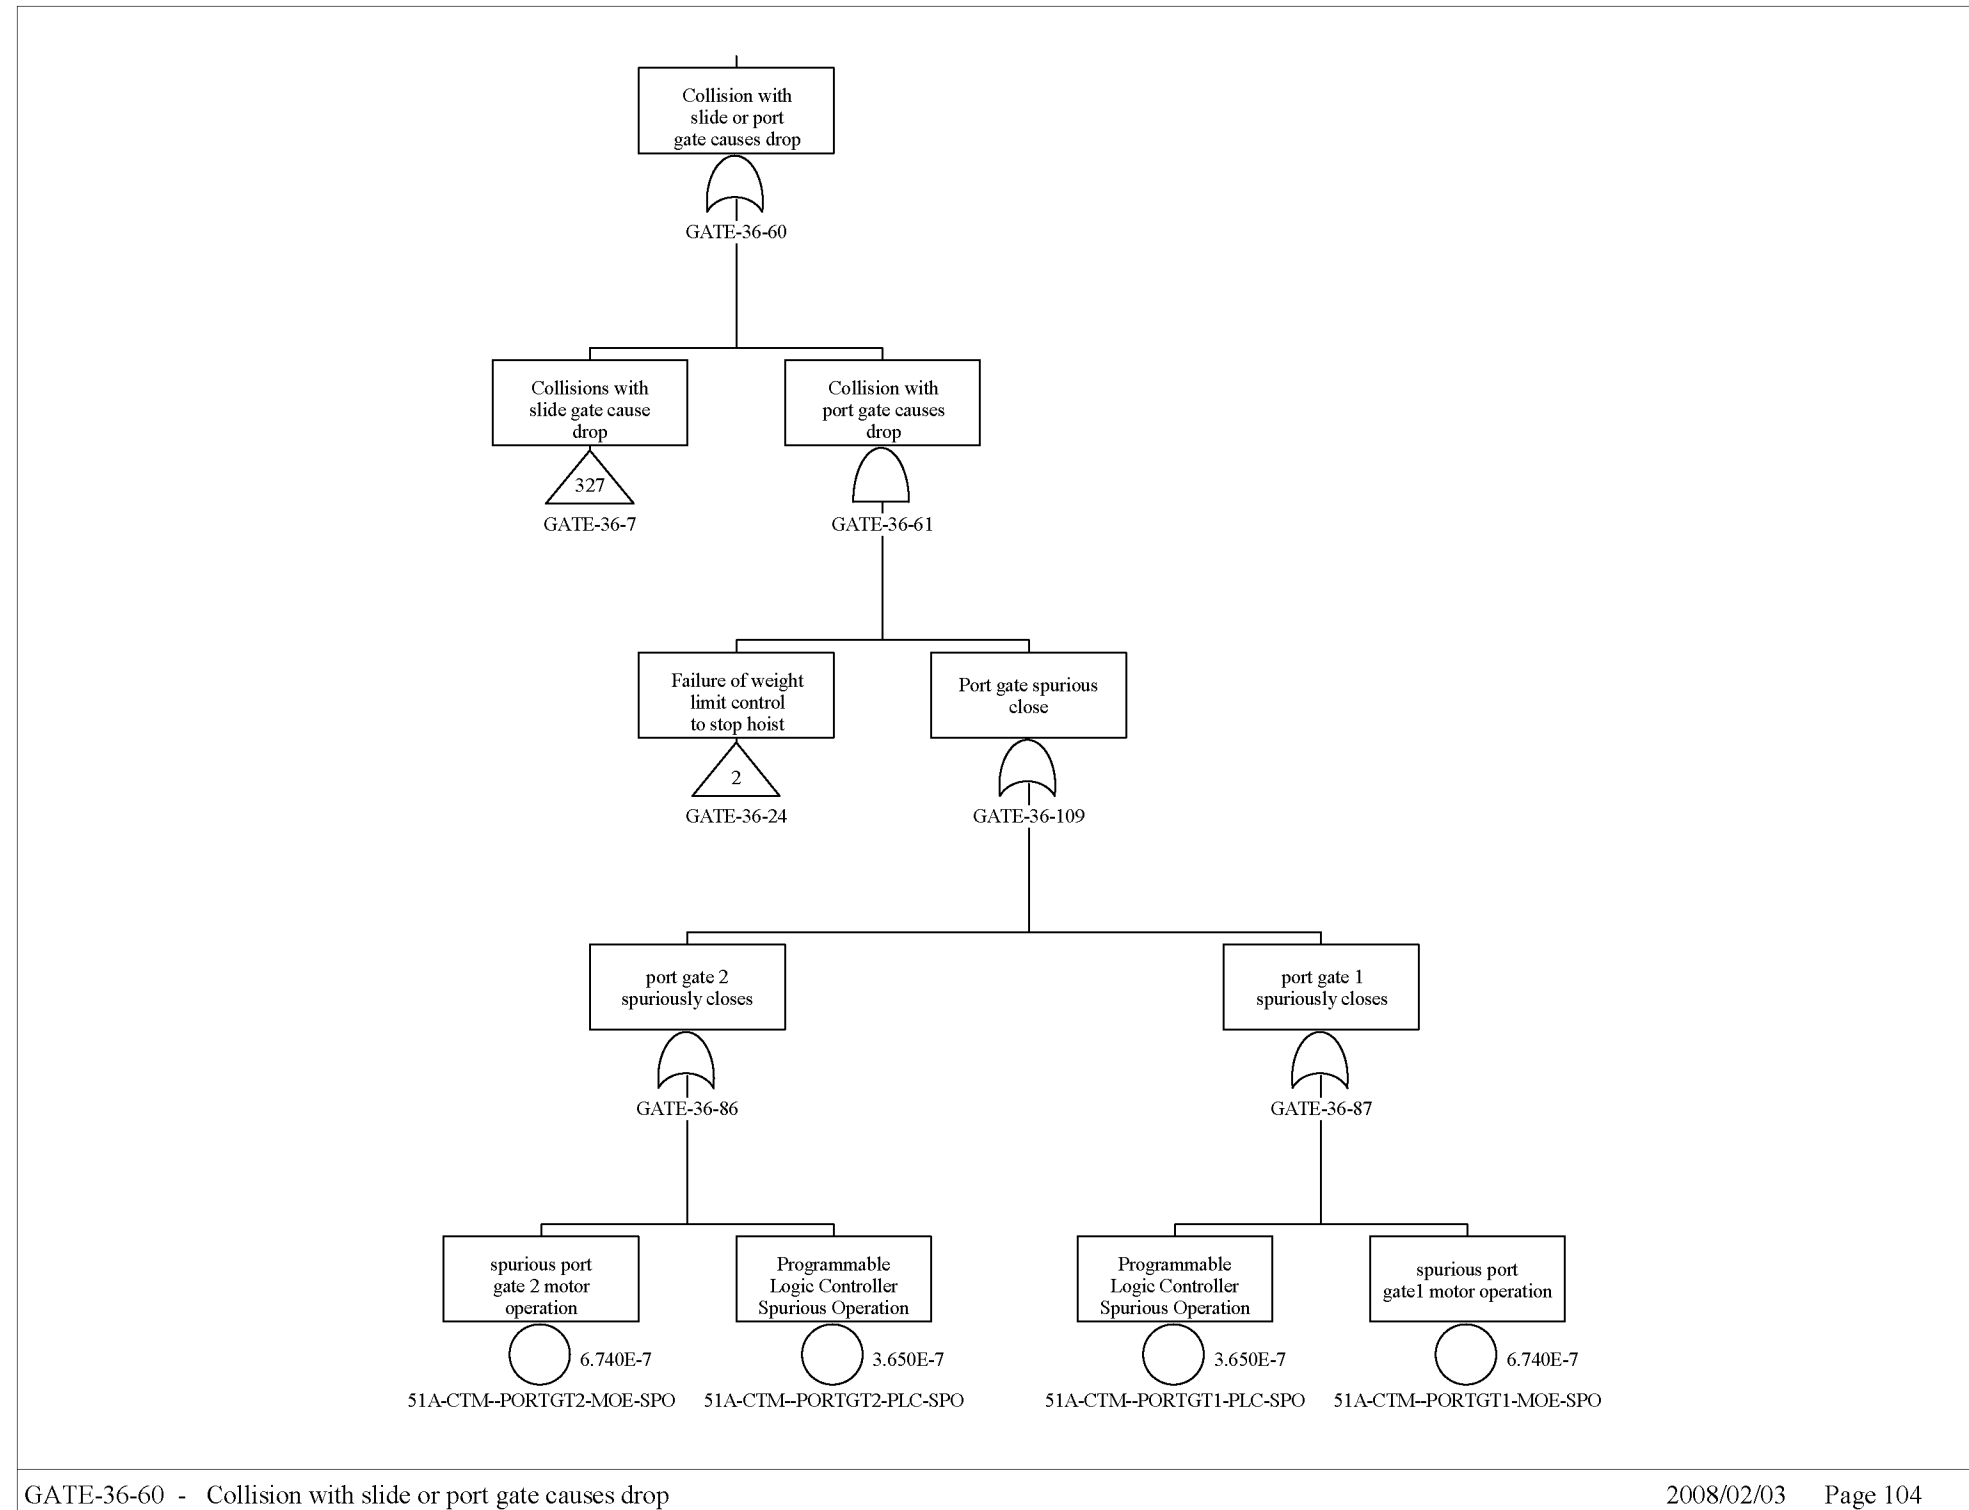 Collision with
slide or port
gate causes drop
GATE-36-60
Collisions with
slide gate cause
drop
327
GATE-36-7
Collision with
port gate causes
drop
GATE-36-61
Failure of weight
limit control
to stop hoist
2
GATE-36-24
Port gate spurious
close
GATE-36-109
port gate 2
spuriously closes
GATE-36-86
port gate 1
spuriously closes
GATE-36-87
spurious port
gate 2 motor
operation
6.740E-7
51A-CTM--PORTGT2-MOE-SPO
Programmable
Logic Controller
Spurious Operation
3.650E-7
51A-CTM--PORTGT2-PLC-SPO
Programmable
Logic Controller
Spurious Operation
3.650E-7
51A-CTM--PORTGT1-PLC-SPO
spurious port
gate1 motor operation
6.740E-7
51A-CTM--PORTGT1-MOE-SPO
GATE-36-60 - Collision with slide or port gate causes drop
2008/02/03 Page 104